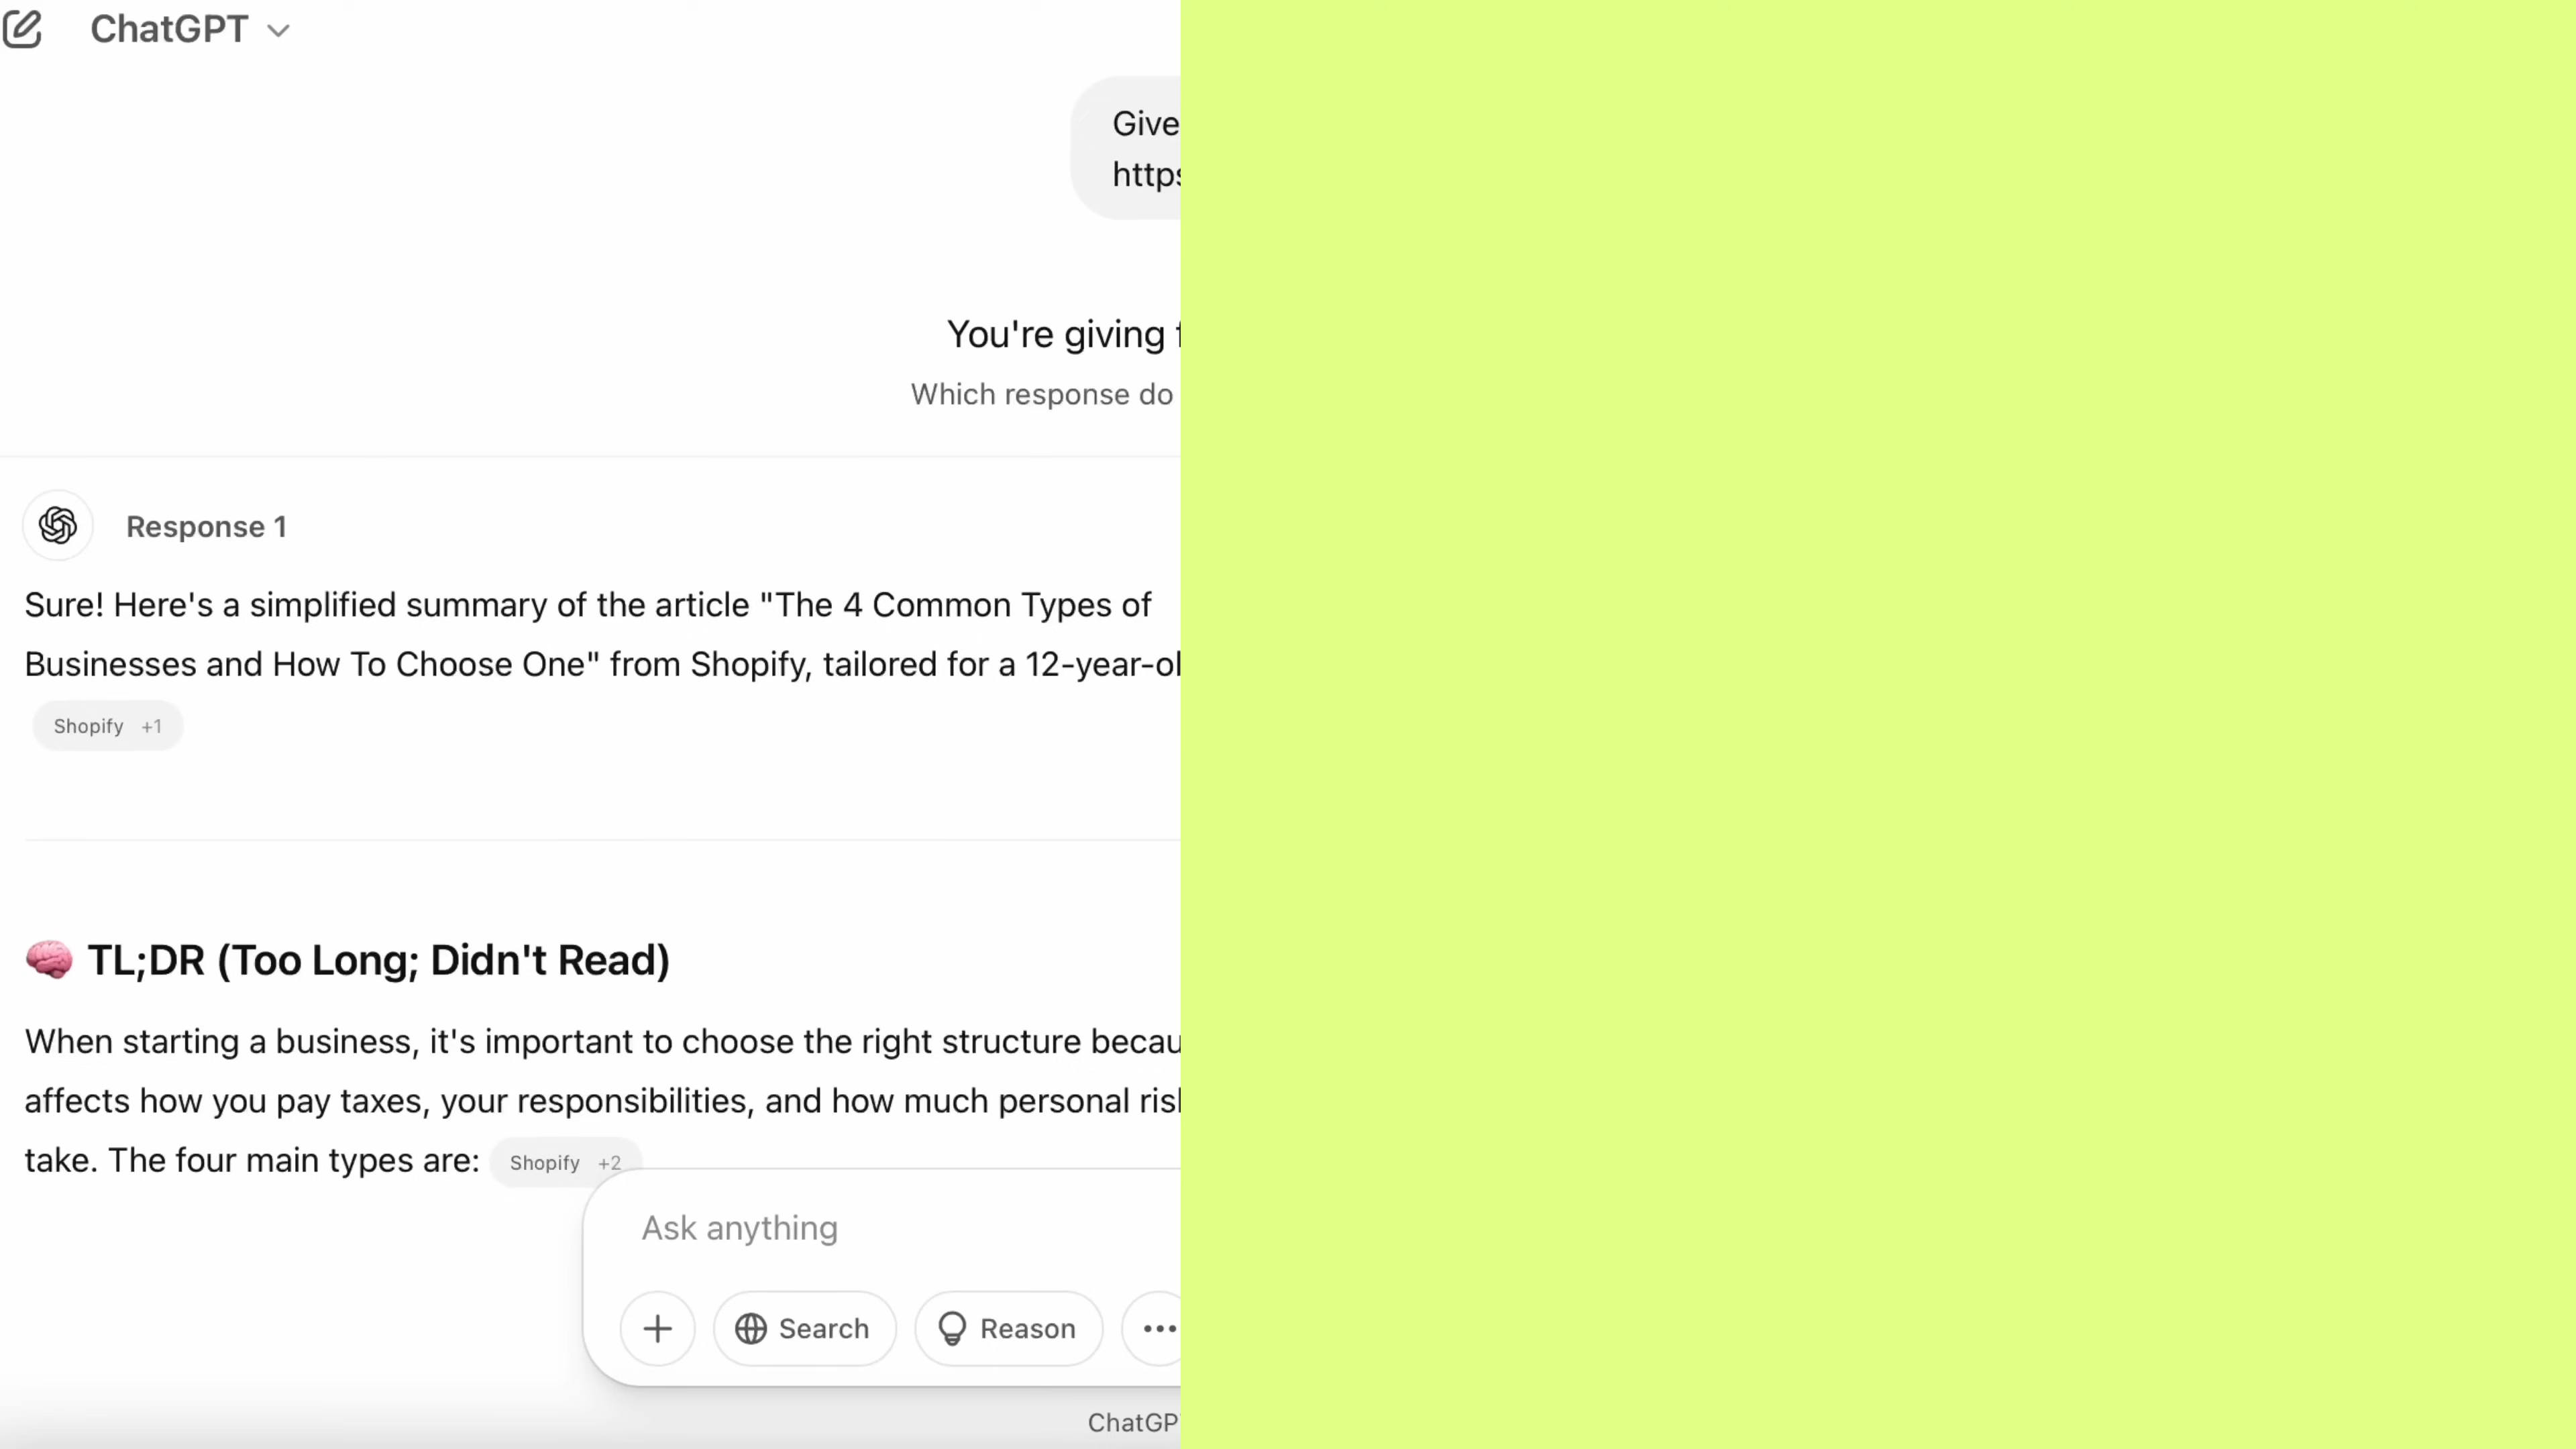 ChatGPT
Give
https
You're giving
Which response do
Response 1
Sure! Here's a simplified summary of the article "The 4 Common Types of
Businesses and How To Choose One" from Shopify, tailored for a 12-year-ol
Shopify +1
TL;DR (Too Long; Didn't Read)
When starting a business, it's important to choose the right structure becau
affects how you pay taxes, your responsibilities, and how much personal ris
take. The four main types are: Shopify +2
Ask anything
Search Reason
ChatGP